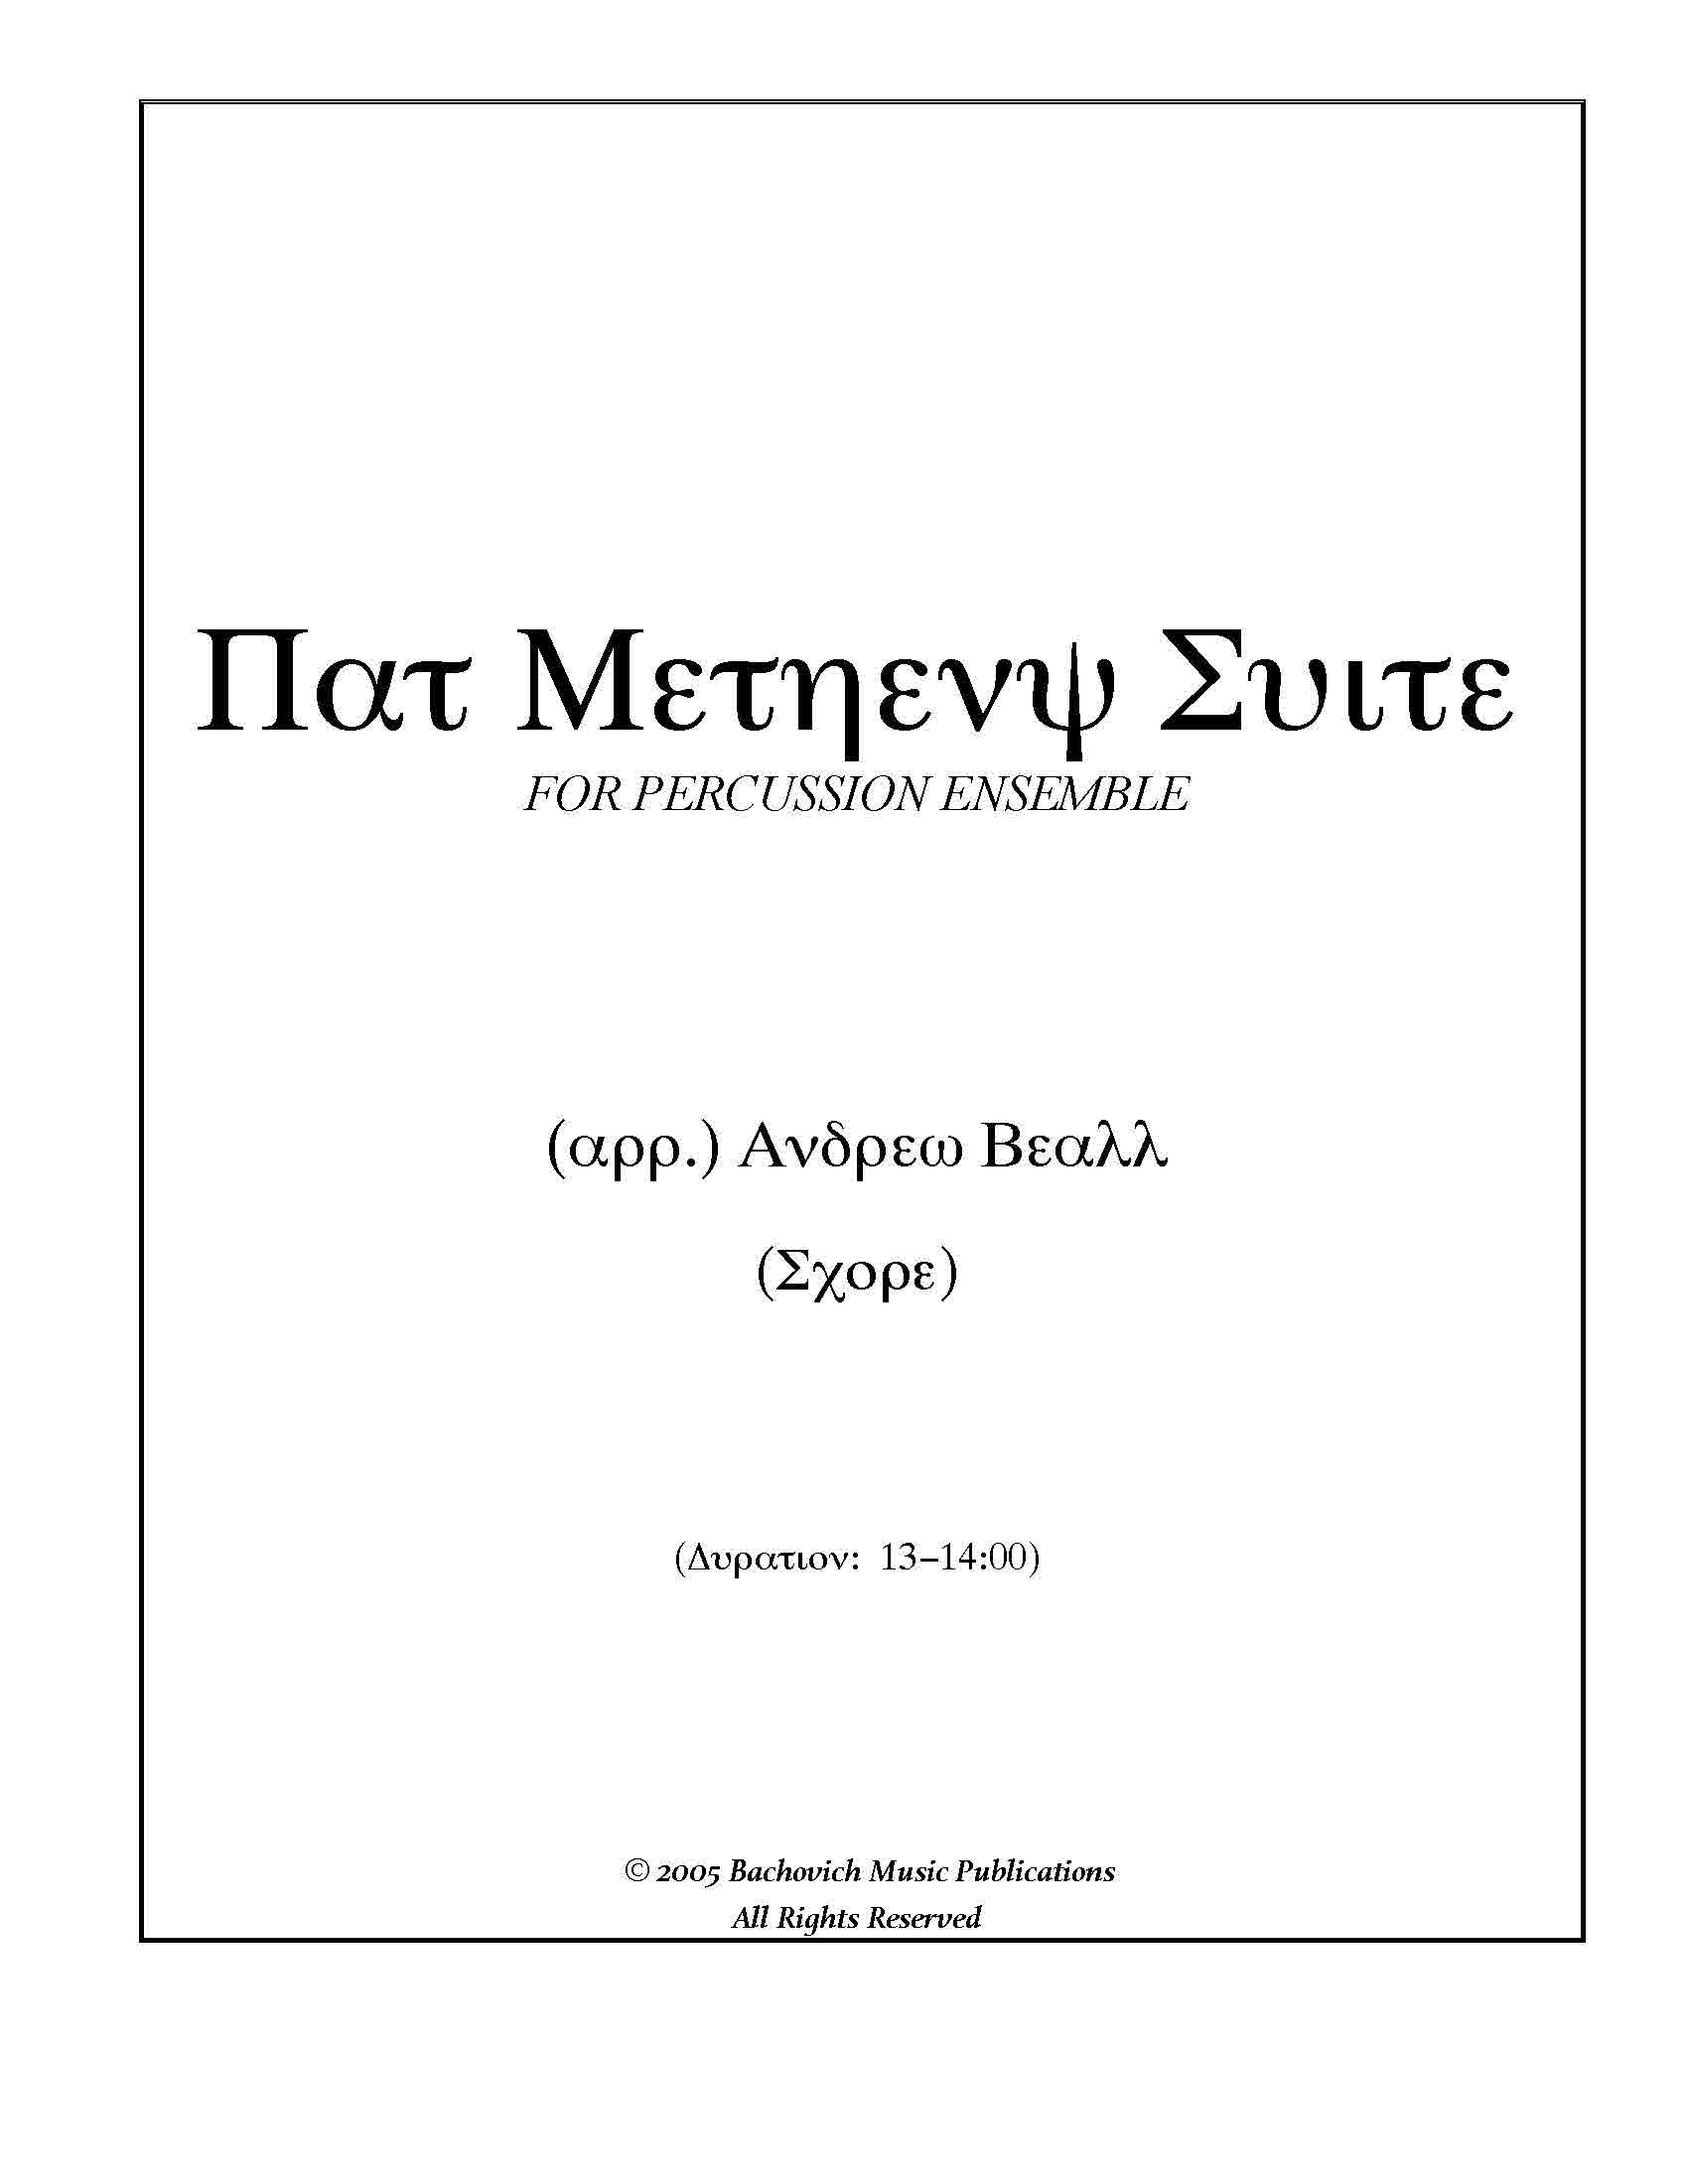 Πατ Μετηενψ Συιτε
FOR PERCUSSION ENSEMBLE
(αρρ.) Ανδρεω Βεαλλ
(Σχορε)
(Δυρατιον: 13–14:00)
© 2005 Bachovich Music Publications
All Rights Reserved